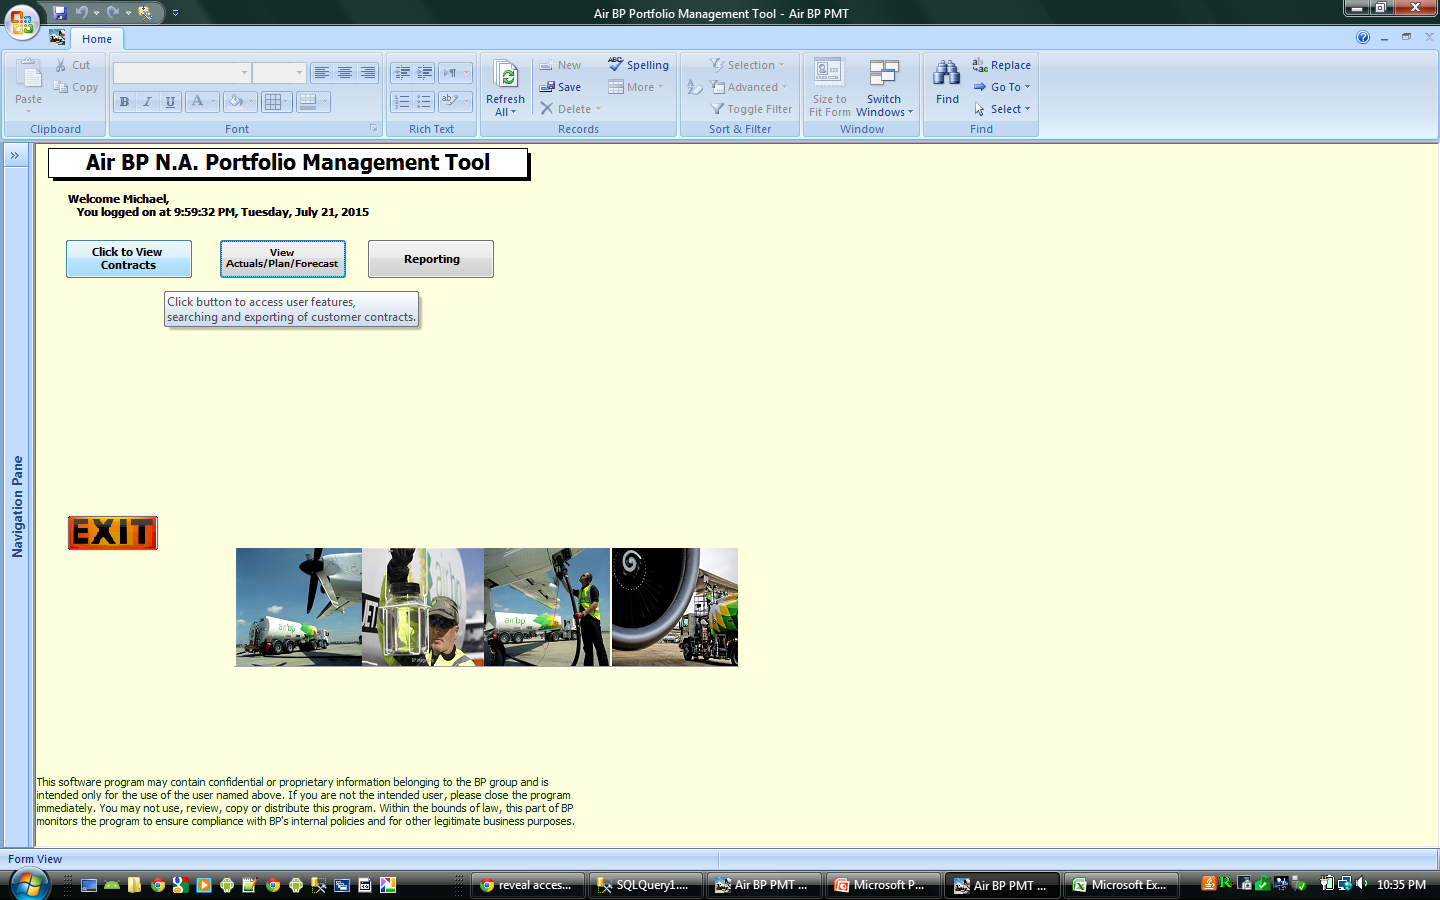 Air BP Portfolio Management Tool - Air BP PMT
Home
Paste
Cut
Copy
Clipboard
B I U A
Font
Rich Text
Refresh
All
New
Save
Delete
Spelling
More
Records
Selection
Advanced
Toggle Filter
Sort & Filter
Size to
Fit Form
Switch
Windows
Window
Find
Replace
Go To
Select
Find
Navigation Pane
Air BP N.A. Portfolio Management Tool
Welcome Michael,
You logged on at 9:59:32 PM, Tuesday, July 21, 2015
Click to View
Contracts
View
Actuals/Plan/Forecast
Reporting
Click button to access user features,
searching and exporting of customer contracts.
EXIT
air bp
air bp
air bp
This software program may contain confidential or proprietary information belonging to the BP group and is
intended only for the use of the user named above. If you are not the intended user, please close the program
immediately. You may not use, review, copy or distribute this program. Within the bounds of law, this part of BP
monitors the program to ensure compliance with BP's internal policies and for other legitimate business purposes.
Form View
reveal acces...
SQLQuery1....
Air BP PMT ...
Microsoft P...
Air BP PMT ...
Microsoft Ex...
10:35 PM